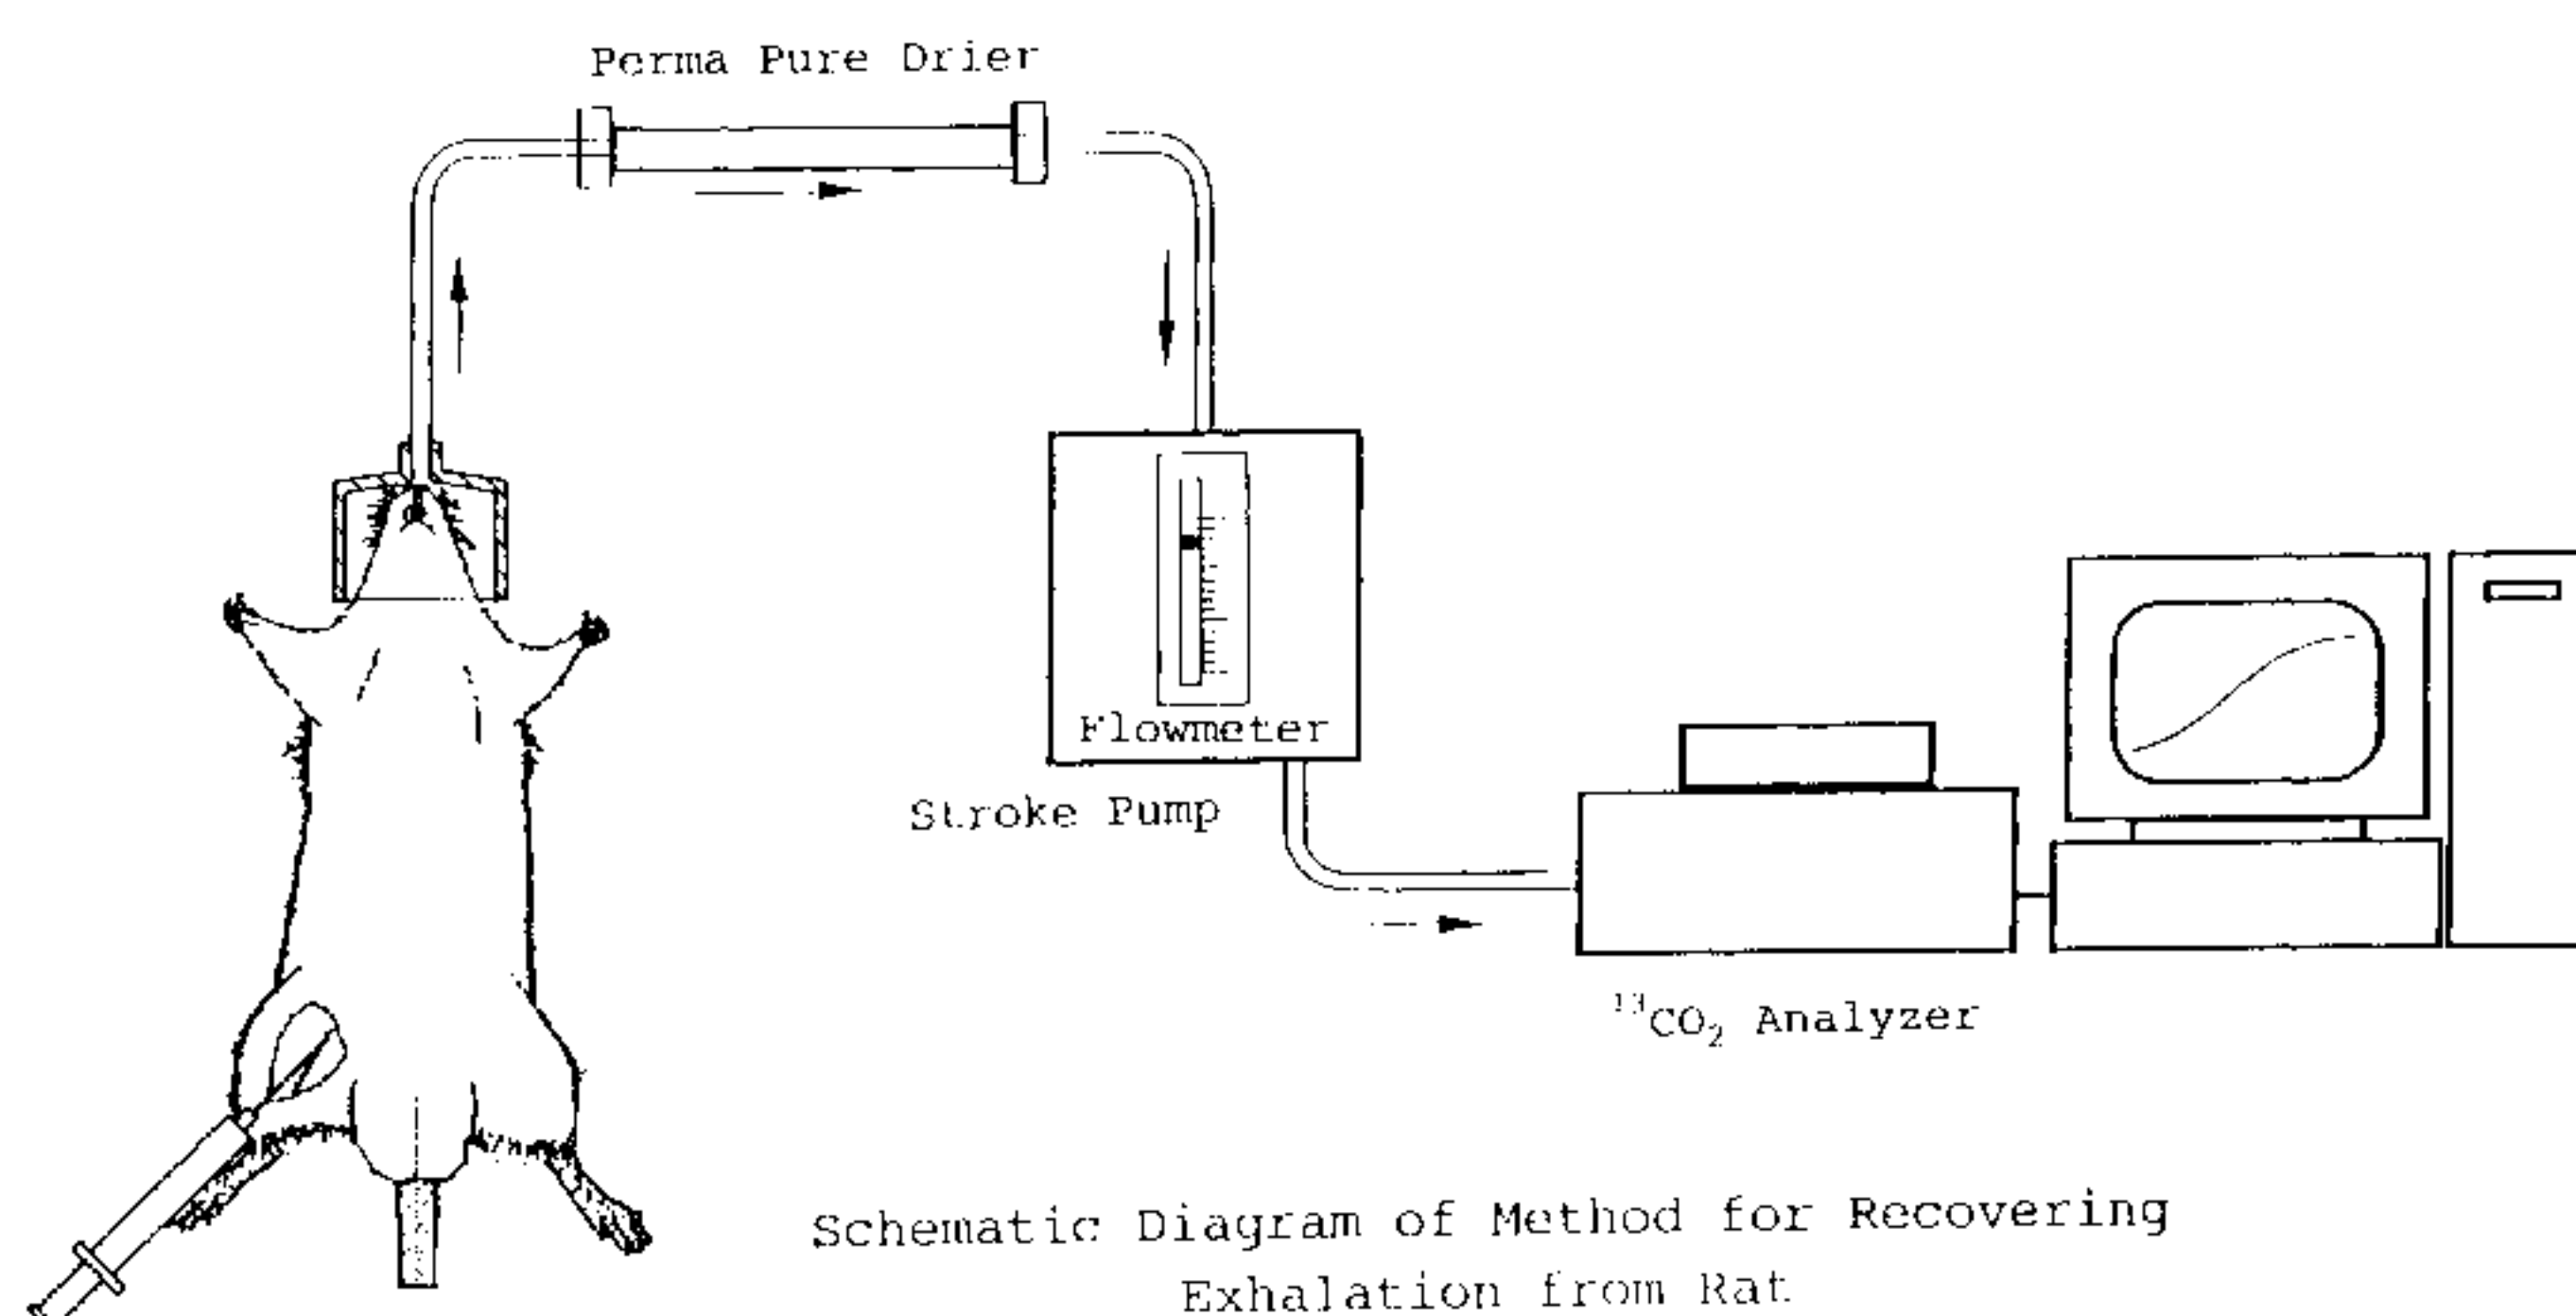 Perma Pure Drier
Flowmeter
Stroke Pump
¹³CO₂ Analyzer
Schematic Diagram of Method for Recovering
Exhalation from Rat